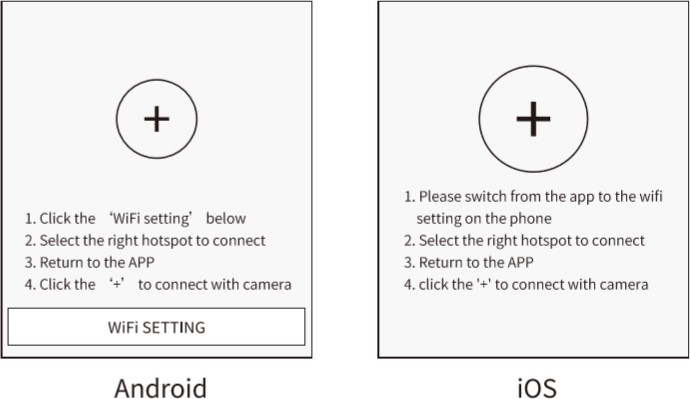 +
1. Click the ‘WiFi setting’ below
2. Select the right hotspot to connect
3. Return to the APP
4. Click the ‘+’ to connect with camera
WiFi SETTING
Android
+
1. Please switch from the app to the wifi
setting on the phone
2. Select the right hotspot to connect
3. Return to the APP
4. click the '+' to connect with camera
iOS